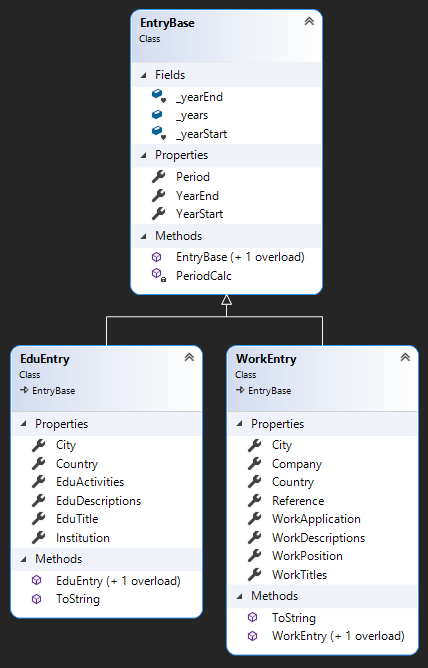 EntryBase
Class
Fields
_yearEnd
_years
_yearStart
Properties
Period
YearEnd
YearStart
Methods
EntryBase (+ 1 overload)
PeriodCalc
EduEntry
Class
EntryBase
Properties
City
Country
EduActivities
EduDescriptions
EduTitle
Institution
Methods
EduEntry (+ 1 overload)
ToString
WorkEntry
Class
EntryBase
Properties
City
Company
Country
Reference
WorkApplication
WorkDescriptions
WorkPosition
WorkTitles
Methods
ToString
WorkEntry (+ 1 overload)